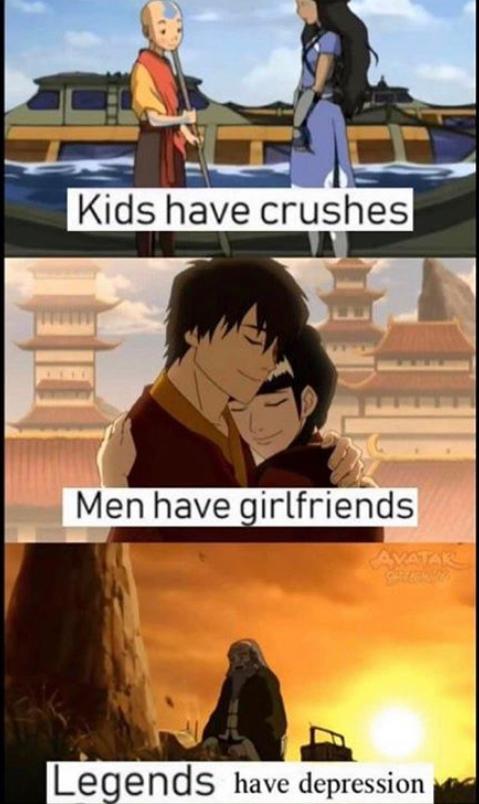 Kids have crushes
Men have girlfriends
AVATAR
Legends have depression